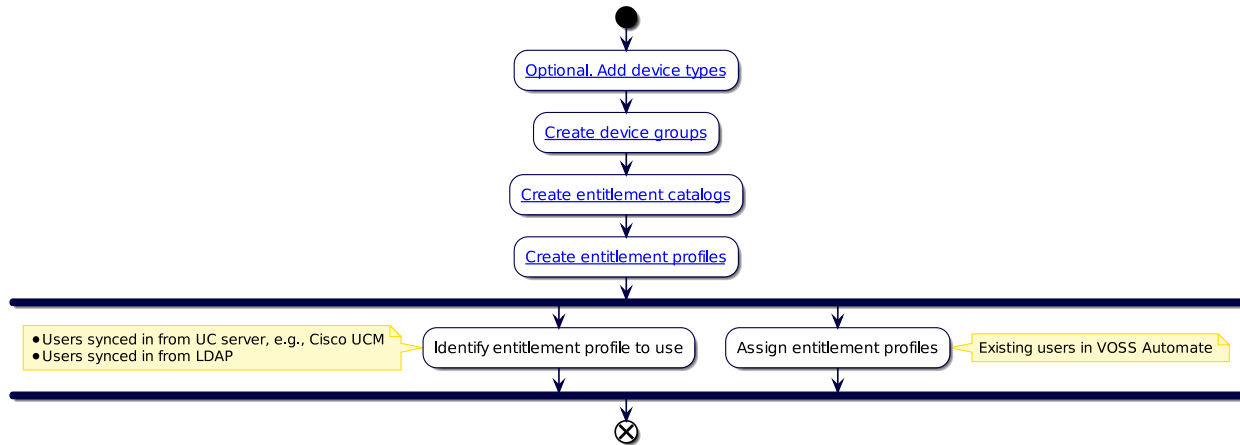 Optional. Add device types
Create device groups
Create entitlement catalogs
Create entitlement profiles
•Users synced in from UC server, e.g., Cisco UCM
•Users synced in from LDAP
Identify entitlement profile to use
Assign entitlement profiles
Existing users in VOSS Automate